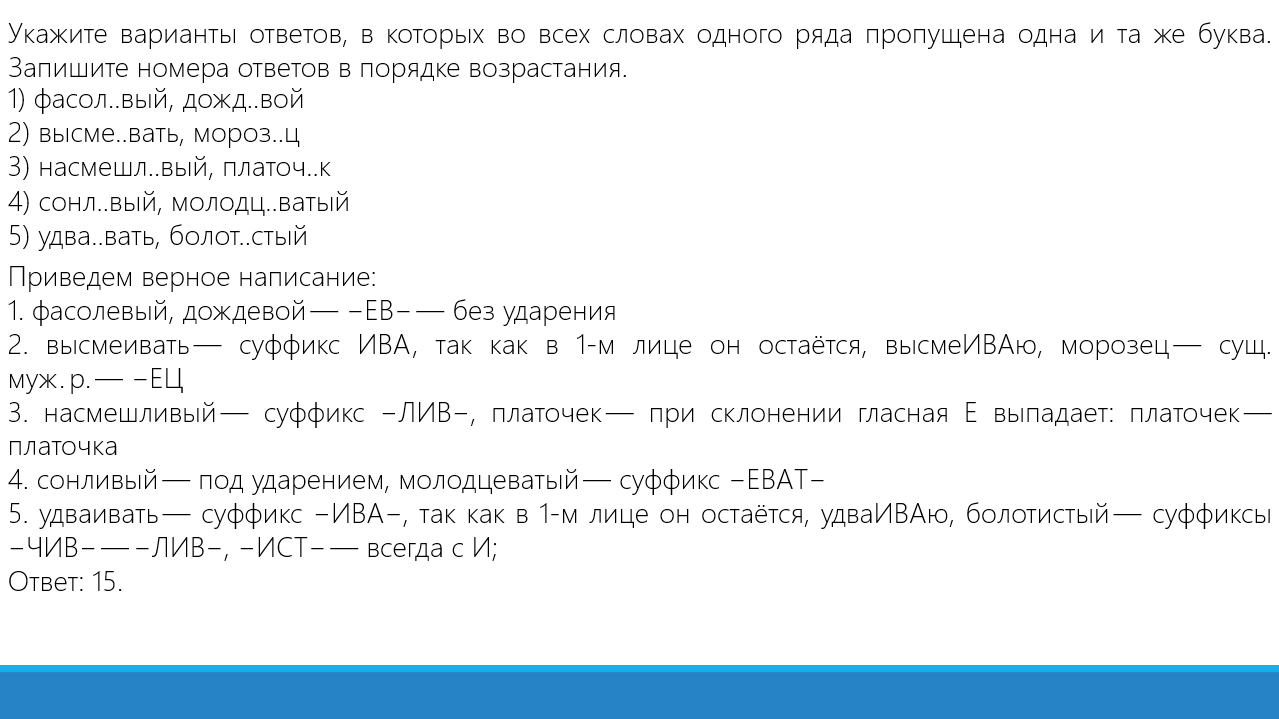 Укажите варианты ответов, в которых во всех словах одного ряда пропущена одна и та же буква.
Запишите номера ответов в порядке возрастания.
1) фасол..вый, дожд..вой
2) высме..вать, мороз..ц
3) насмешл..вый, платоч..к
4) сонл..вый, молодц..ватый
5) удва..вать, болот..стый
Приведем верное написание:
1. фасолевый, дождевой — −ЕВ− — без ударения
2. высмеивать — суффикс ИВА, так как в 1-м лице он остаётся, высмеИВАю, морозец — сущ.
муж. р. — −ЕЦ
3. насмешливый — суффикс −ЛИВ−, платочек — при склонении гласная Е выпадает: платочек —
платочка
4. сонливый — под ударением, молодцеватый — суффикс −ЕВАТ−
5. удваивать — суффикс −ИВА−, так как в 1-м лице он остаётся, удваИВАю, болотистый — суффиксы
−ЧИВ− — −ЛИВ−, −ИСТ− — всегда с И;
Ответ: 15.